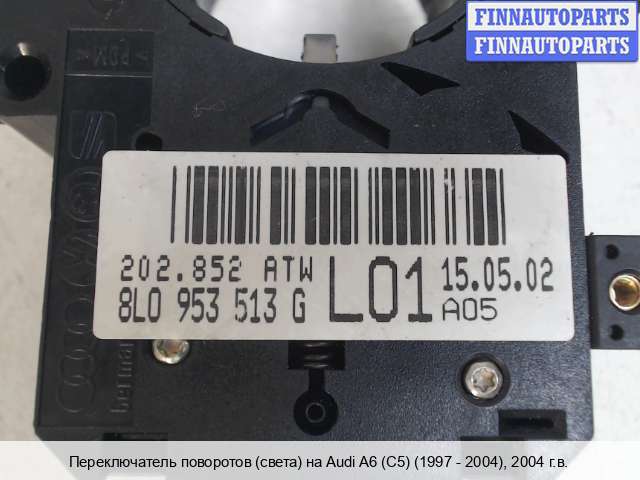 FINNAUTOPARTS
FINNAUTOPARTS
>POM<
202.852 ATW
8L0 953 513 G
L01
15.05.02
A05
Переключатель поворотов (света) на Audi A6 (C5) (1997 - 2004), 2004 г.в.